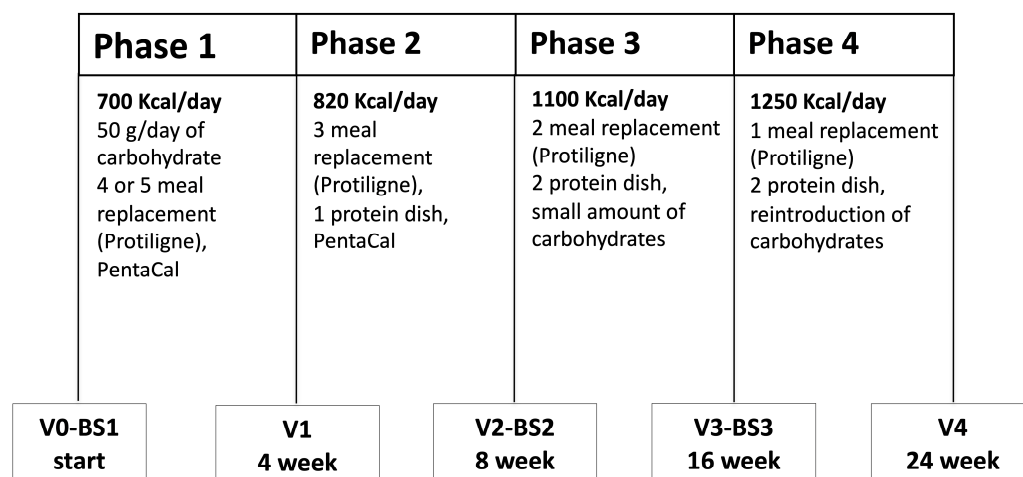 Phase 1
Phase 2
Phase 3
Phase 4
700 Kcal/day
50 g/day of
carbohydrate
4 or 5 meal
replacement
(Protiligne),
PentaCal
820 Kcal/day
3 meal
replacement
(Protiligne),
1 protein dish,
PentaCal
1100 Kcal/day
2 meal replacement
(Protiligne)
2 protein dish,
small amount of
carbohydrates
1250 Kcal/day
1 meal replacement
(Protiligne)
2 protein dish,
reintroduction of
carbohydrates
V0-BS1
start
V1
4 week
V2-BS2
8 week
V3-BS3
16 week
V4
24 week